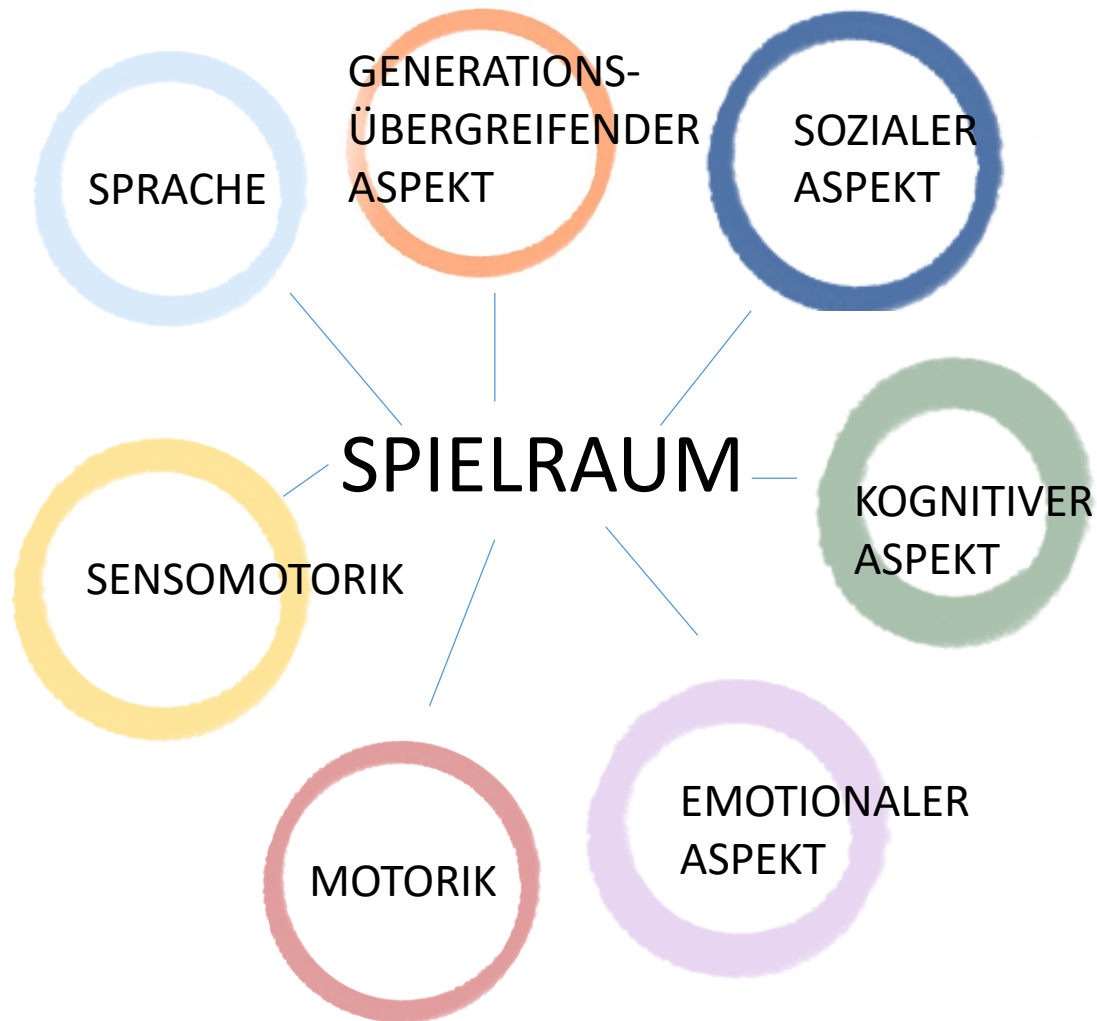 GENERATIONS-
ÜBERGREIFENDER
ASPEKT
SPRACHE
SOZIALER
ASPEKT
SPIELRAUM
KOGNITIVER
ASPEKT
SENSOMOTORIK
EMOTIONALER
ASPEKT
MOTORIK